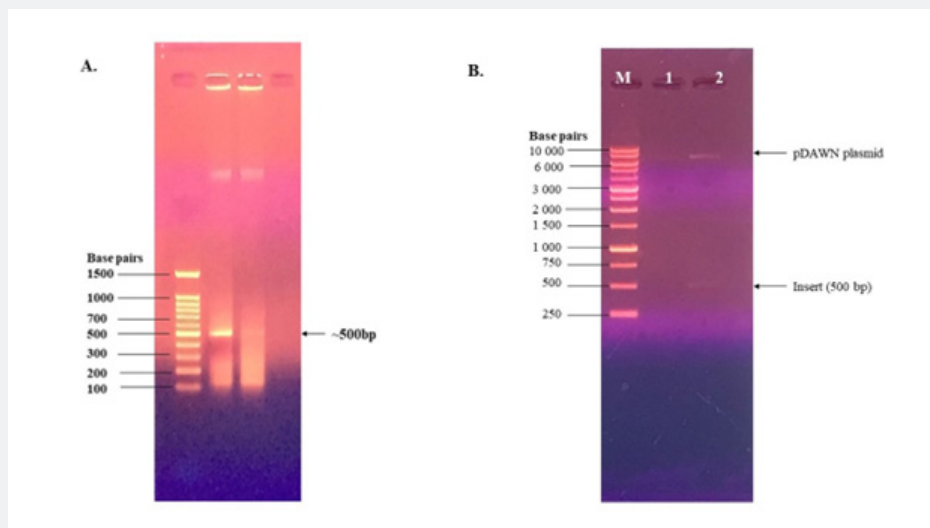 A.
Base pairs
1500
1000
700
500
300
200
100
~500bp
B.
M 1 2
Base pairs
10 000
6 000
3 000
2 000
1 500
1 000
750
500
250
pDAWN plasmid
Insert (500 bp)